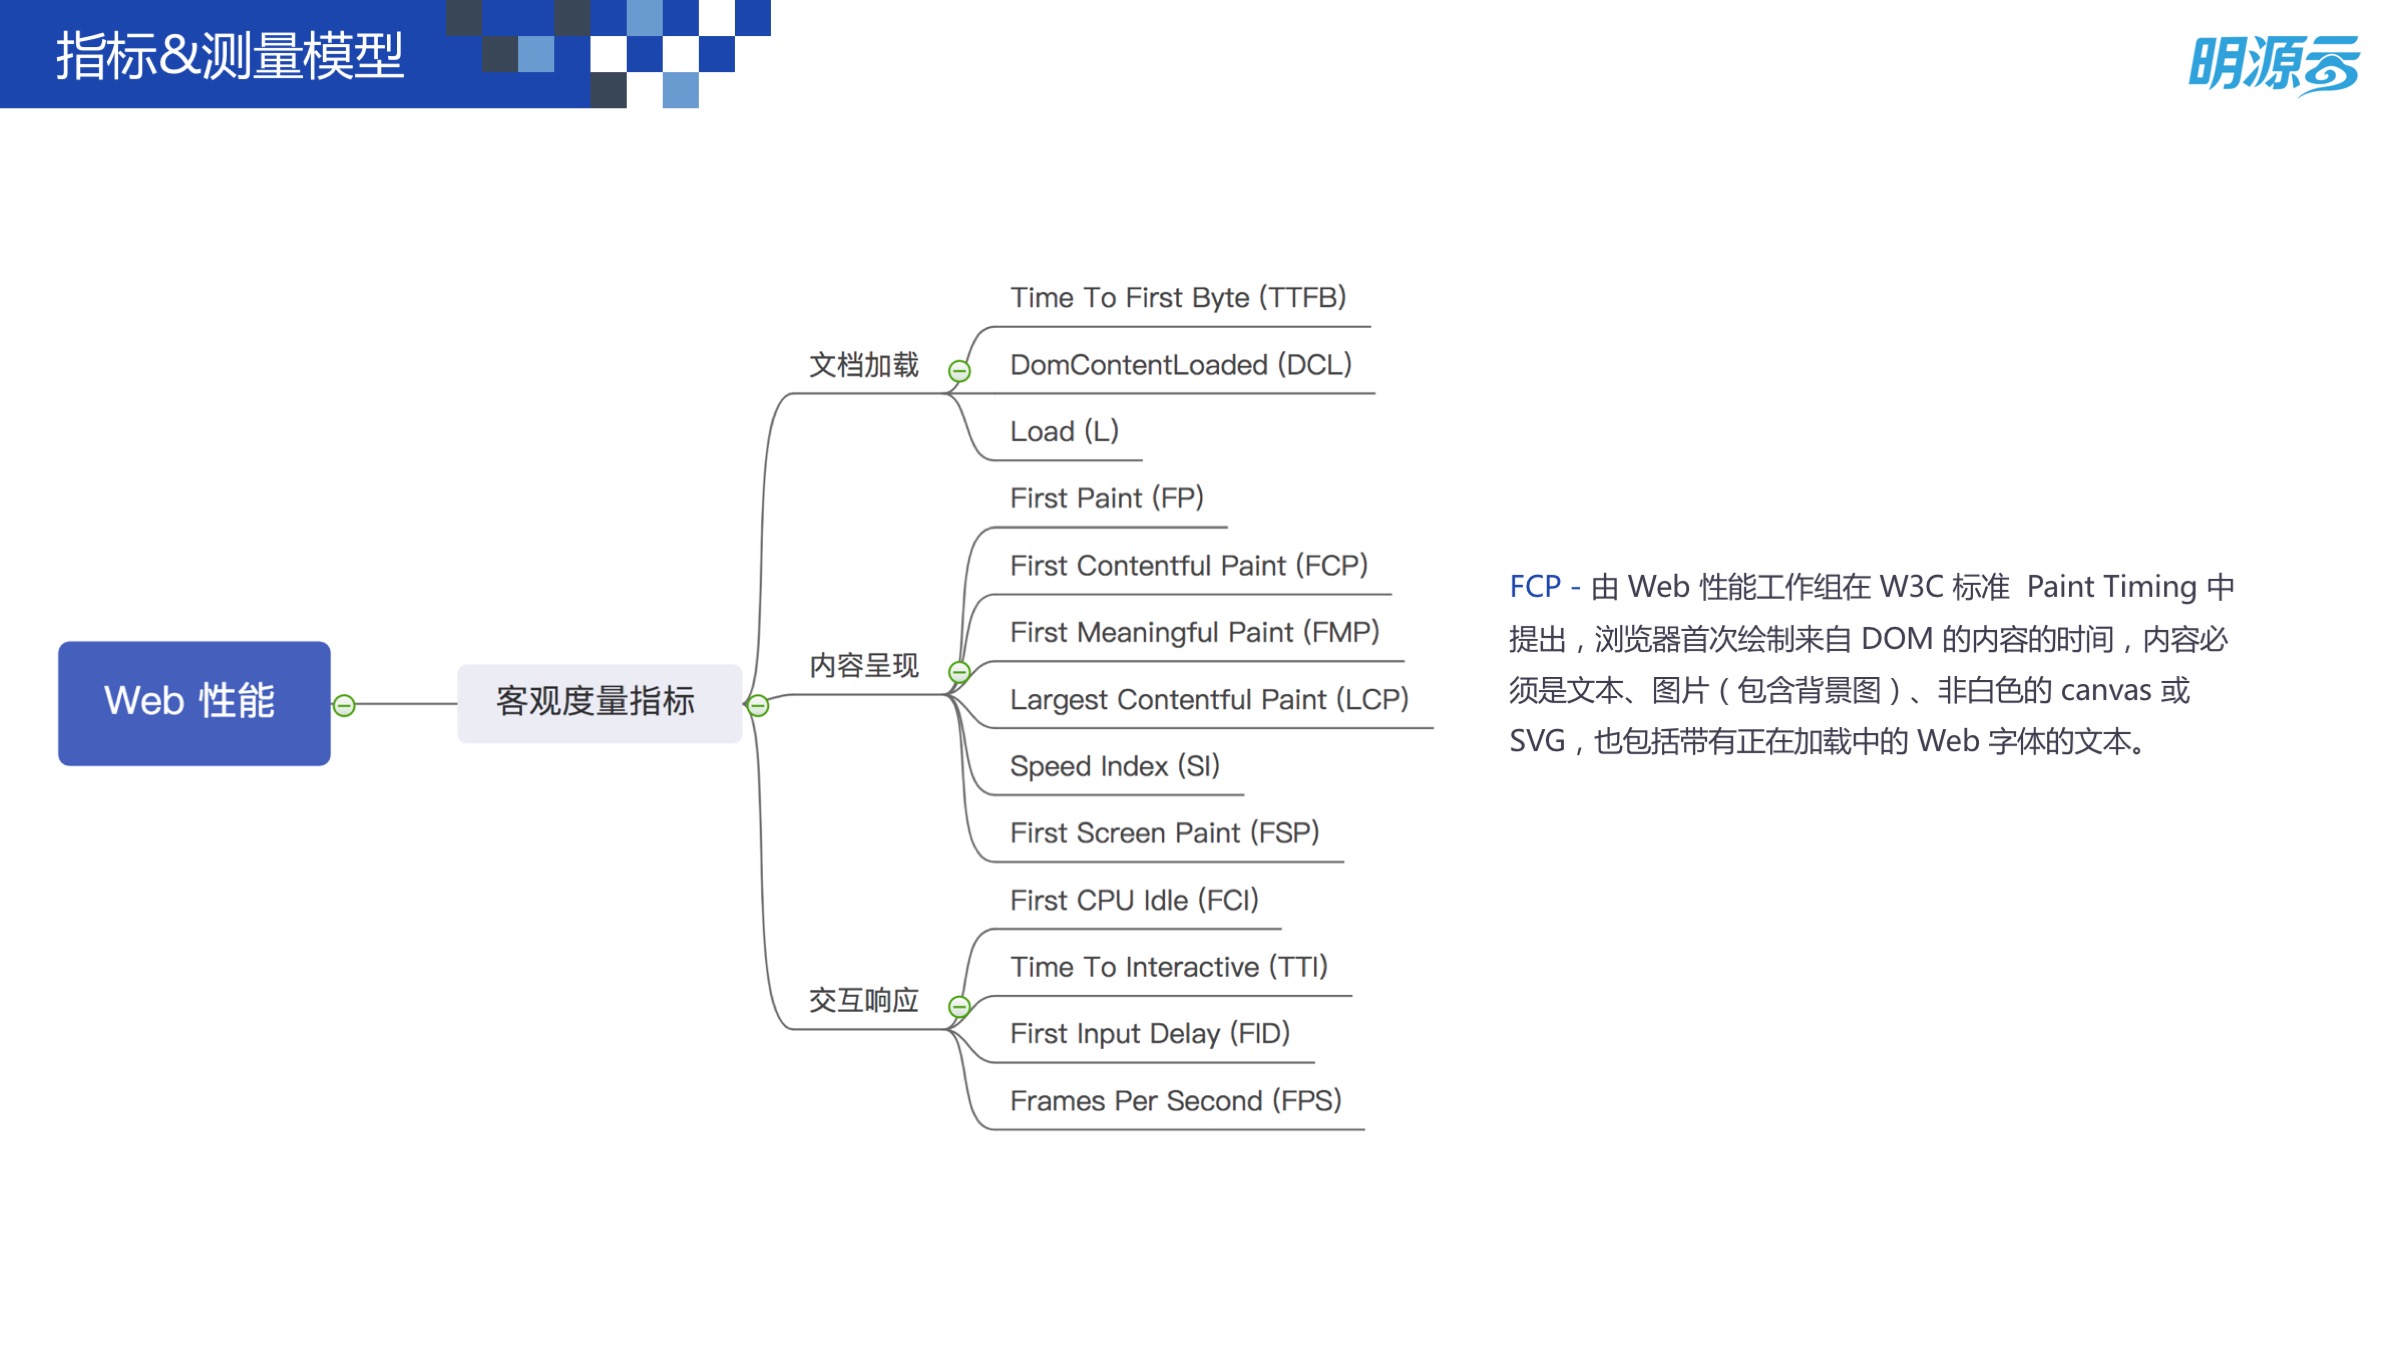 指标&测量模型
明源云
Time To First Byte (TTFB)
文档加载
DomContentLoaded (DCL)
Load (L)
First Paint (FP)
First Contentful Paint (FCP)
First Meaningful Paint (FMP)
内容呈现
Largest Contentful Paint (LCP)
Speed Index (SI)
First Screen Paint (FSP)
Web 性能
客观度量指标
First CPU Idle (FCI)
Time To Interactive (TTI)
交互响应
First Input Delay (FID)
Frames Per Second (FPS)
FCP - 由 Web 性能工作组在 W3C 标准 Paint Timing 中
提出，浏览器首次绘制来自 DOM 的内容的时间，内容必
须是文本、图片（包含背景图）、非白色的 canvas 或
SVG，也包括带有正在加载中的 Web 字体的文本。